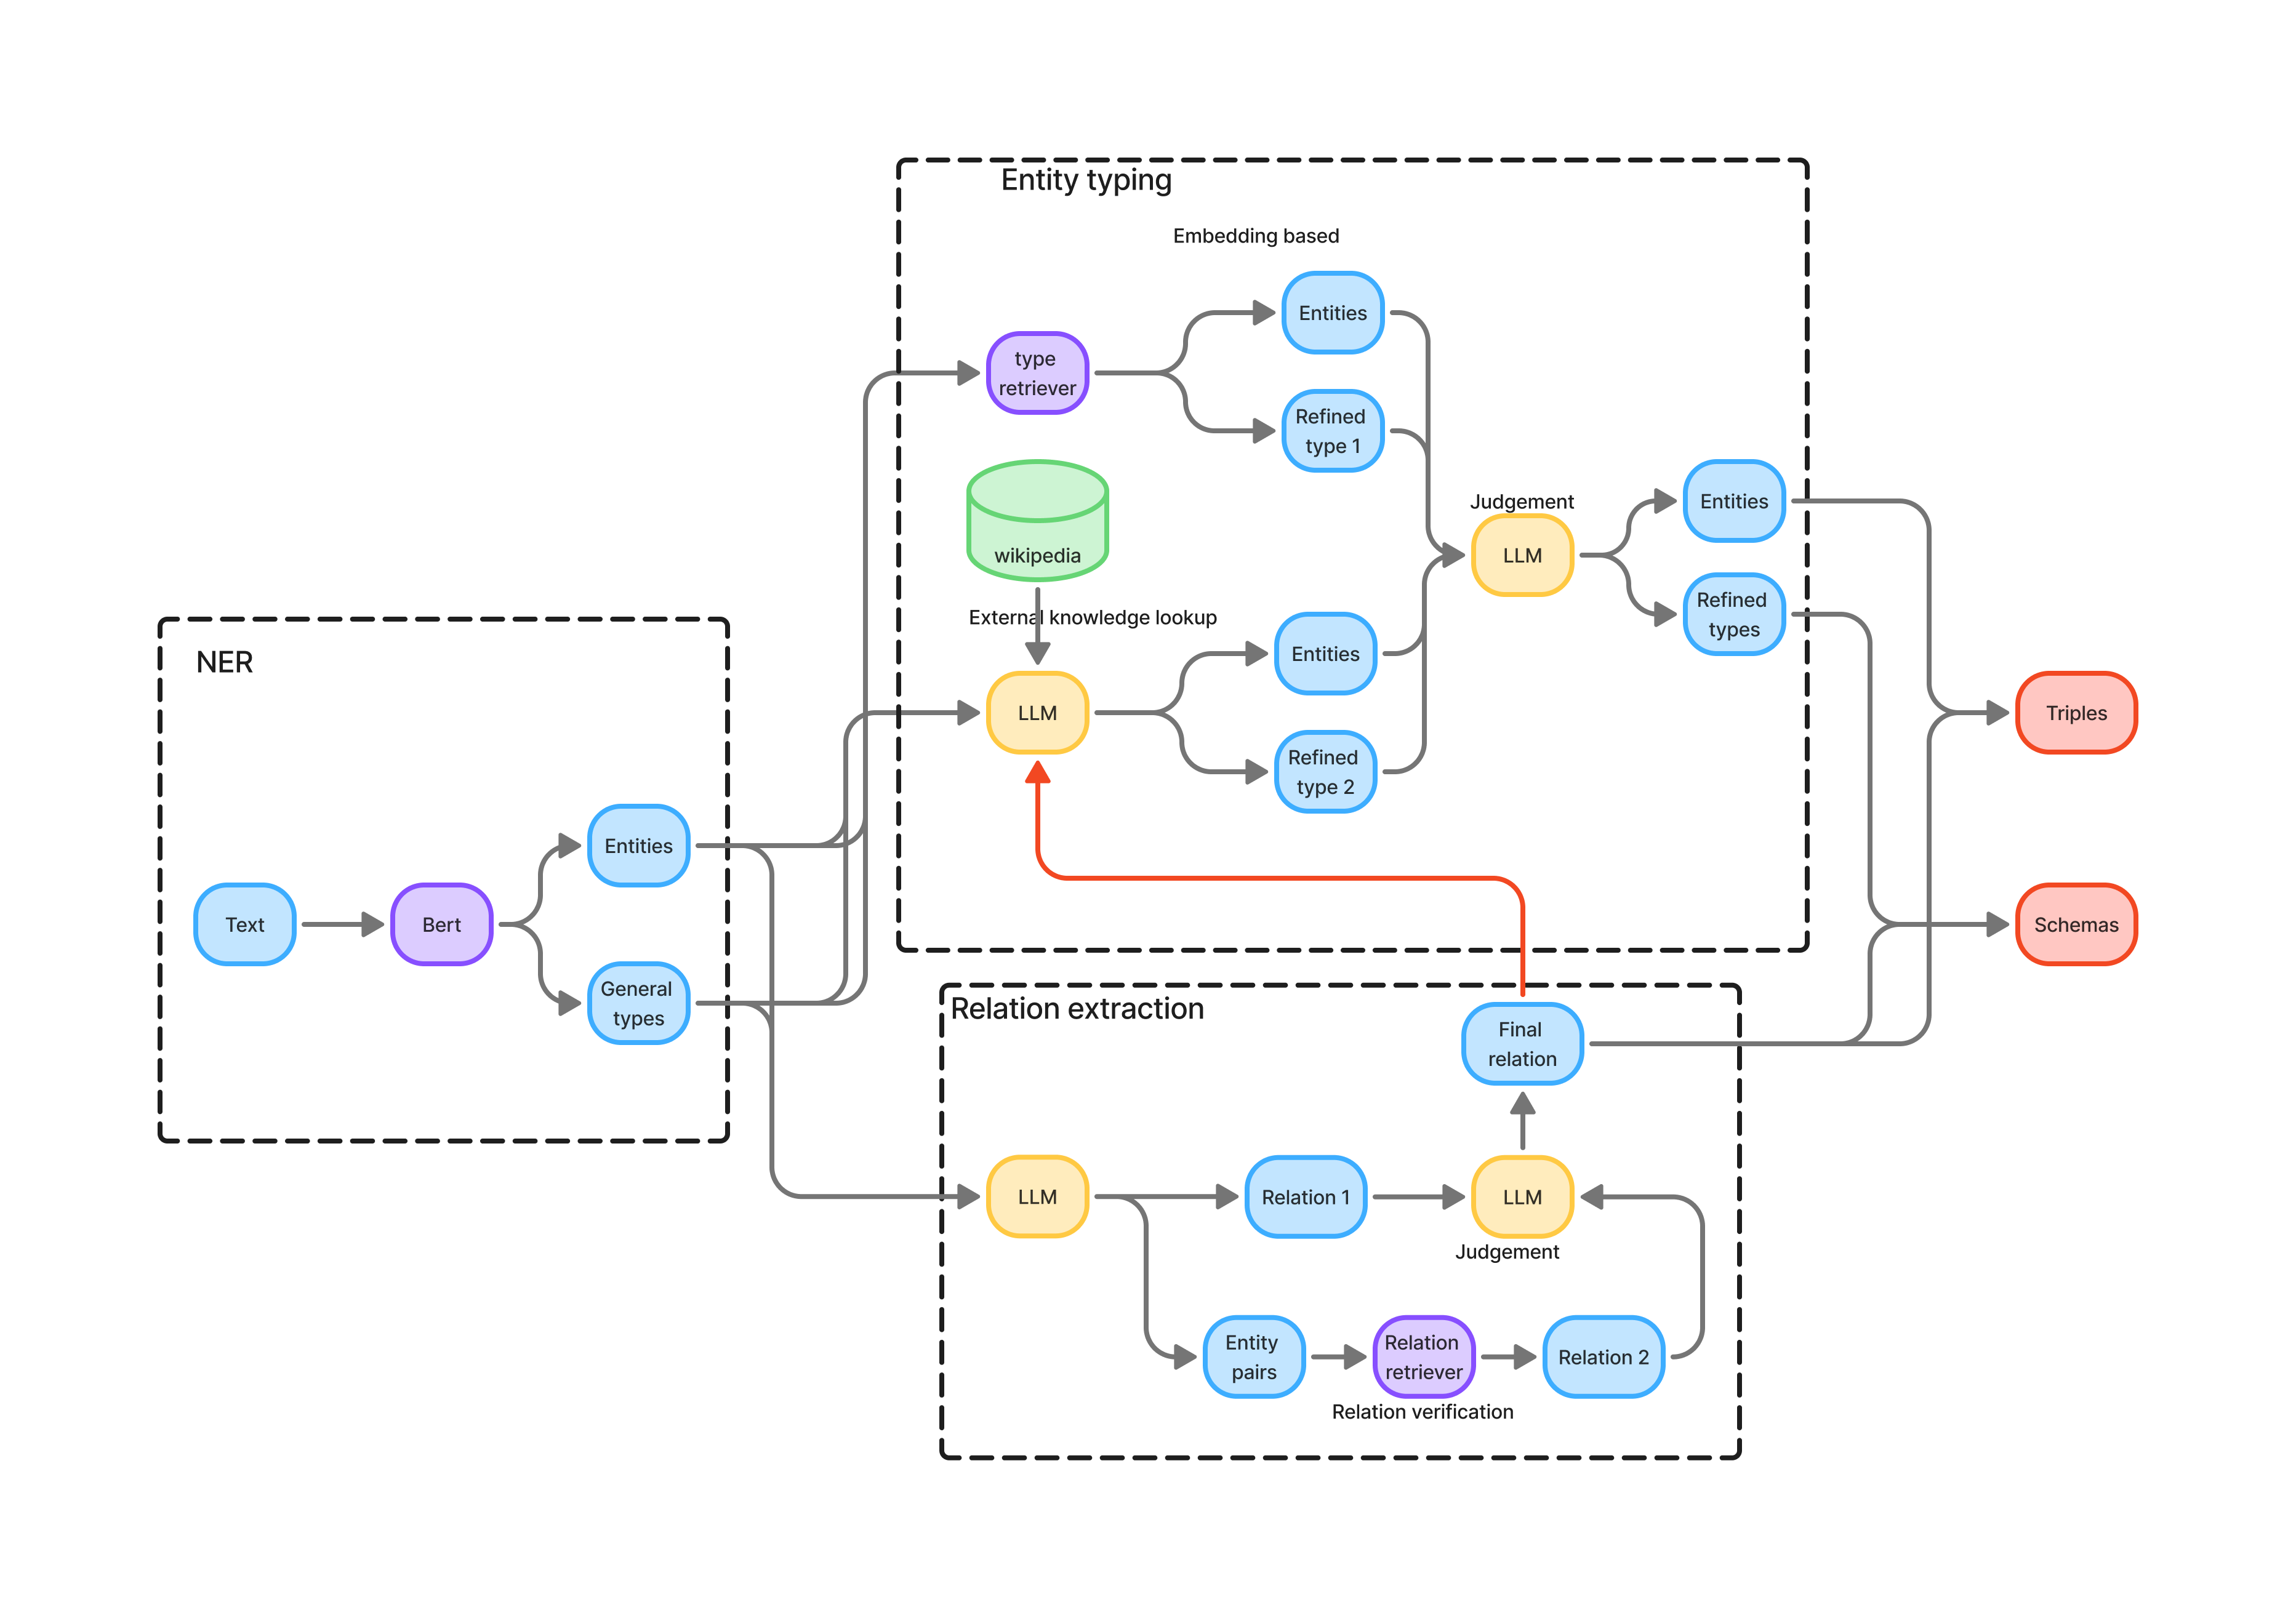 Entity typing
Embedding based
Entities
type
retriever
Refined
type 1
wikipedia
Judgement
LLM
Entities
Refined
types
External knowledge lookup
Entities
LLM
Refined
type 2
NER
Text
Bert
Entities
General
types
Triples
Schemas
Relation extraction
Final
relation
LLM
Relation 1
LLM
Judgement
Entity
pairs
Relation
retriever
Relation 2
Relation verification